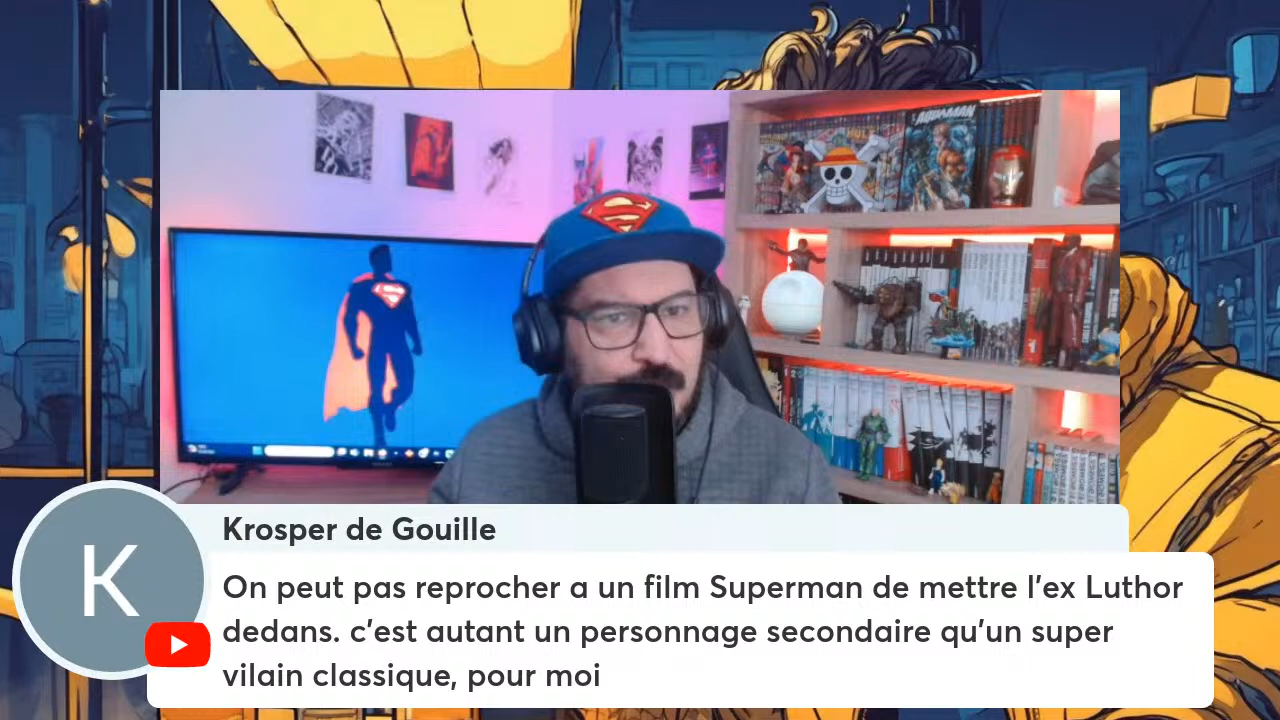 AQUAMAN
Krosper de Gouille
K
On peut pas reprocher a un film Superman de mettre l'ex Luthor
dedans. c'est autant un personnage secondaire qu'un super
vilain classique, pour moi